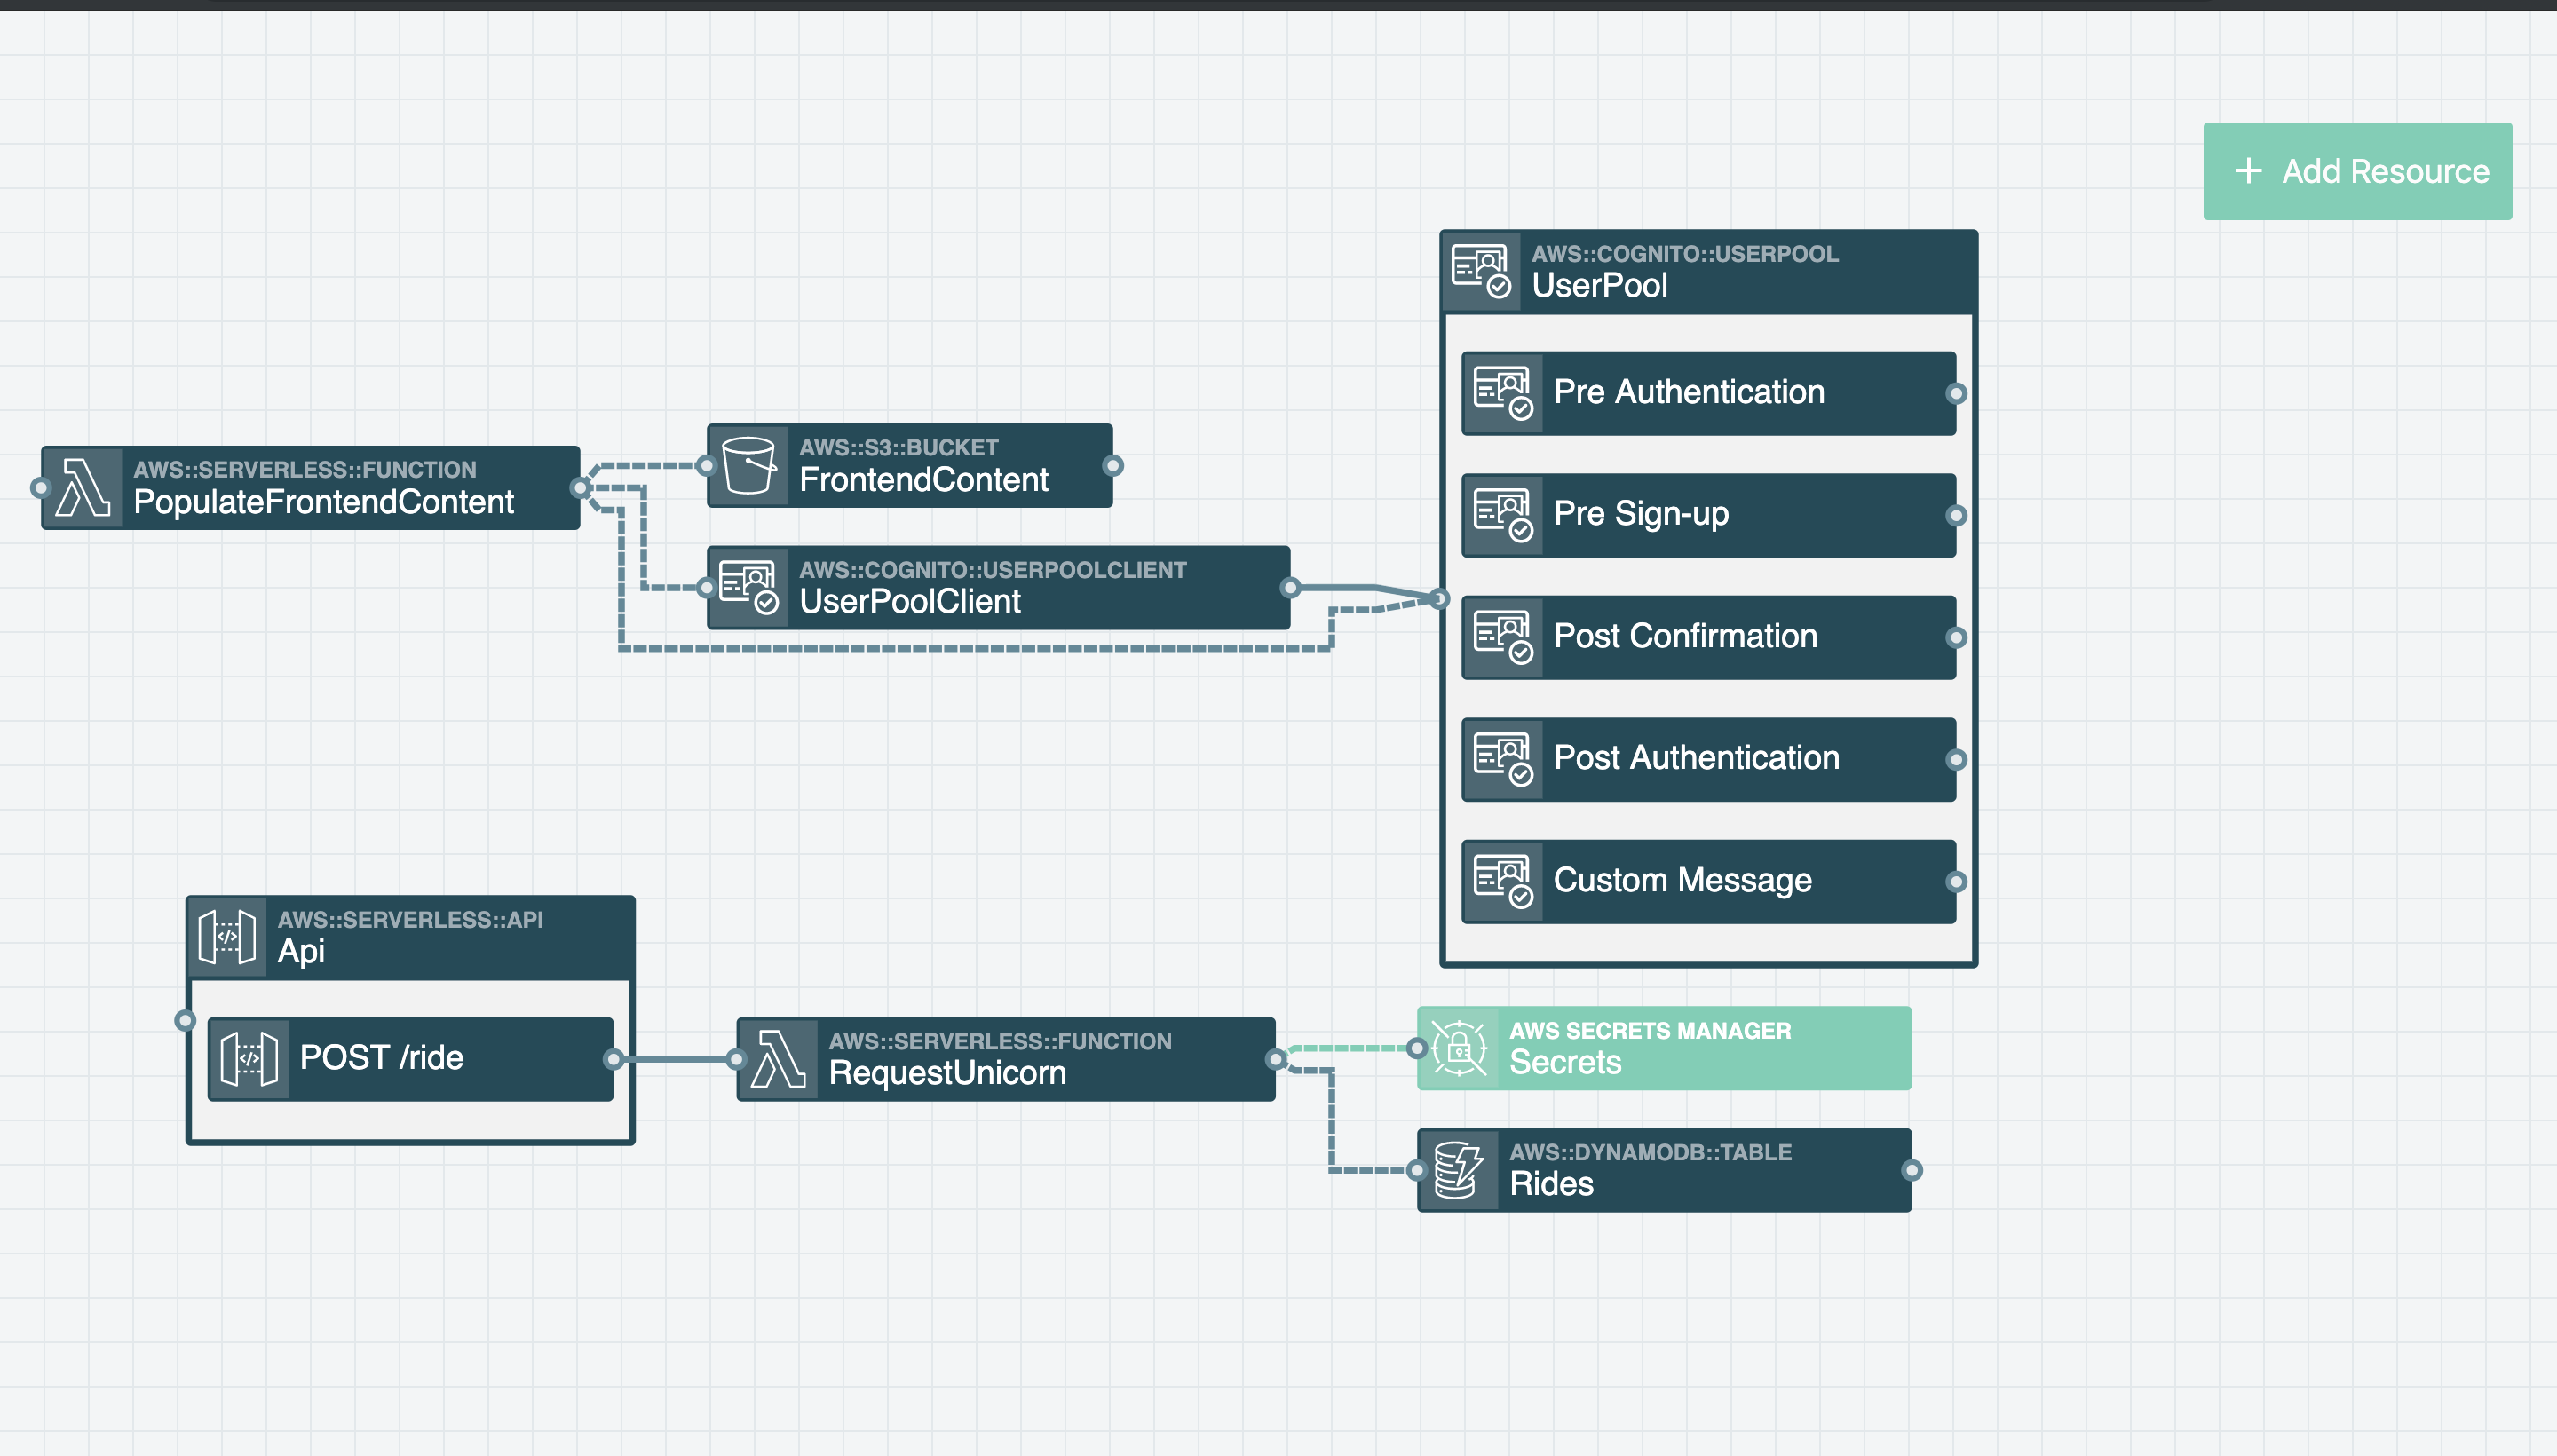 + Add Resource
AWS::COGNITO::USERPOOL
UserPool
Pre Authentication
Pre Sign-up
Post Confirmation
Post Authentication
Custom Message
AWS::SERVERLESS::FUNCTION
PopulateFrontendContent
AWS::S3::BUCKET
FrontendContent
AWS::COGNITO::USERPOOLCLIENT
UserPoolClient
AWS::SERVERLESS::API
Api
POST /ride
AWS::SERVERLESS::FUNCTION
RequestUnicorn
AWS SECRETS MANAGER
Secrets
AWS::DYNAMODB::TABLE
Rides